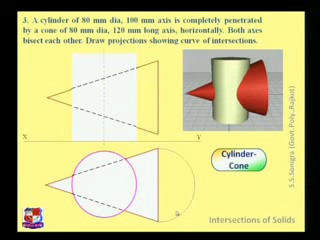 3. A cylinder of 80 mm dia, 100 mm axis is completely penetrated
by a cone of 80 mm dia, 120 mm long axis, horizontally. Both axes
bisect each other. Draw projections showing curve of intersections.
X
Y
Cylinder-
Cone
S.S.Sanigra (Govt.Poly.,Rajkot)
Intersections of Solids